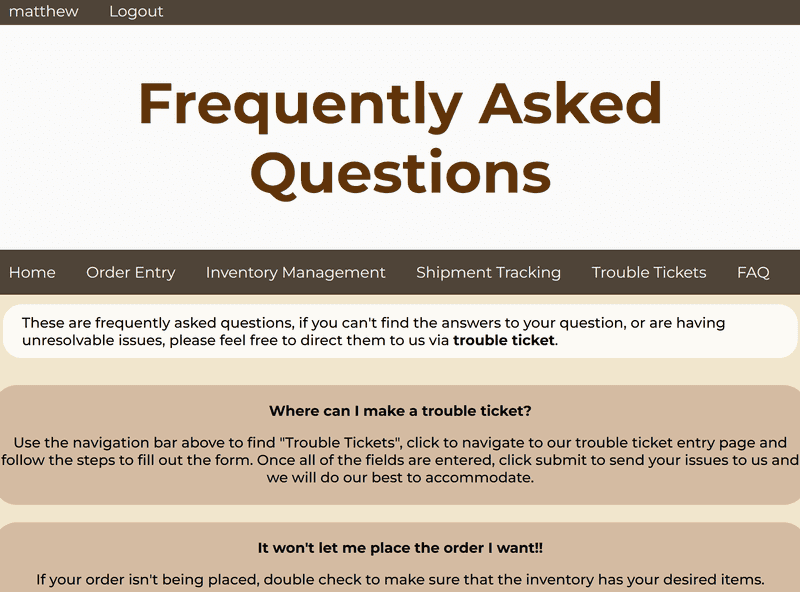 matthew Logout
Frequently Asked
Questions
Home Order Entry Inventory Management Shipment Tracking Trouble Tickets FAQ
These are frequently asked questions, if you can't find the answers to your question, or are having
unresolvable issues, please feel free to direct them to us via trouble ticket.
Where can I make a trouble ticket?
Use the navigation bar above to find "Trouble Tickets", click to navigate to our trouble ticket entry page and
follow the steps to fill out the form. Once all of the fields are entered, click submit to send your issues to us and
we will do our best to accommodate.
It won't let me place the order I want!!
If your order isn't being placed, double check to make sure that the inventory has your desired items.